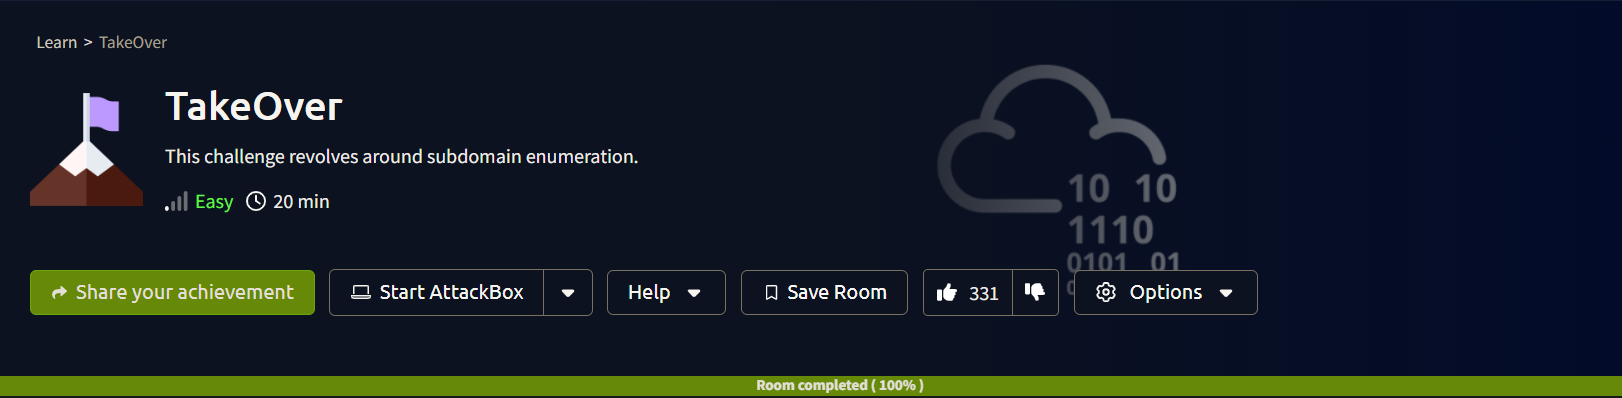 Learn > TakeOver
TakeOver
This challenge revolves around subdomain enumeration.
Easy 20 min
10 10
1110
0101 01
Share your achievement Start AttackBox Help Save Room 331 Options
Room completed ( 100% )